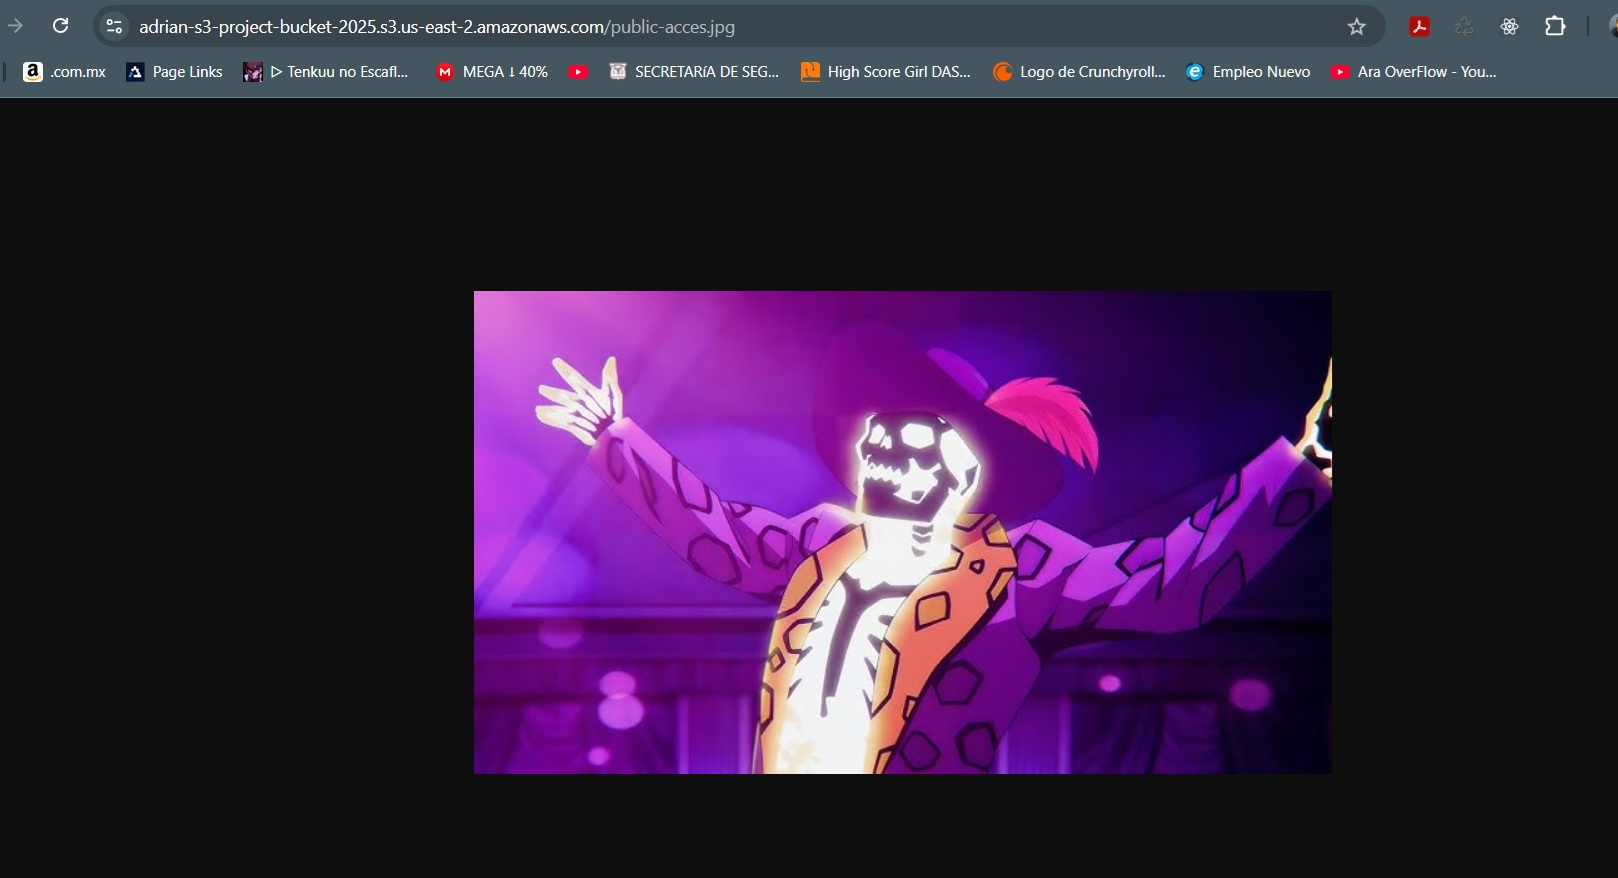 adrian-s3-project-bucket-2025.s3.us-east-2.amazonaws.com/public-acces.jpg
a .com.mx Page Links ▷ Tenkuu no Escafl... M MEGA ⭣ 40% SECRETARíA DE SEG... High Score Girl DAS... Logo de Crunchyroll... e Empleo Nuevo Ara OverFlow - You...